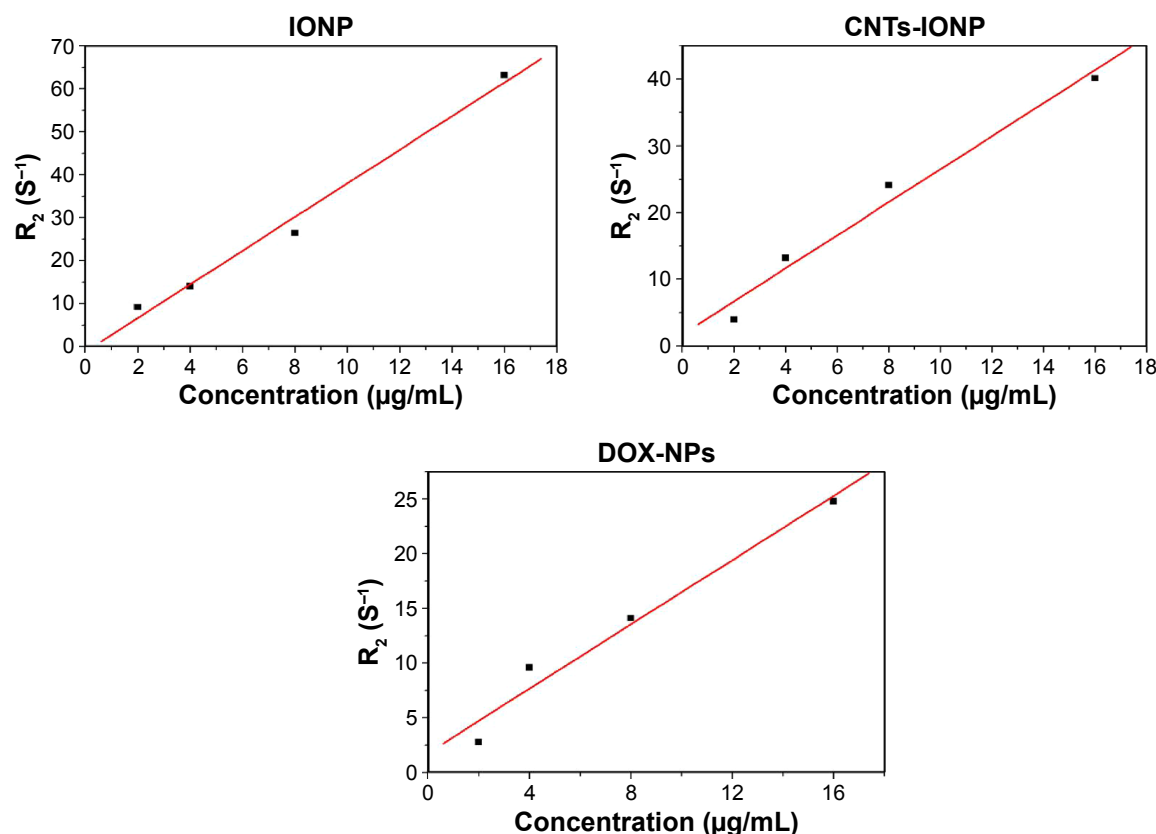 IONP
70
60
50
40
30
20
10
0
R₂ (S⁻¹)
0 2 4 6 8 10 12 14 16 18
Concentration (µg/mL)
CNTs-IONP
40
30
20
10
0
R₂ (S⁻¹)
0 2 4 6 8 10 12 14 16 18
Concentration (µg/mL)
DOX-NPs
25
20
15
10
5
0
R₂ (S⁻¹)
0 4 8 12 16
Concentration (µg/mL)